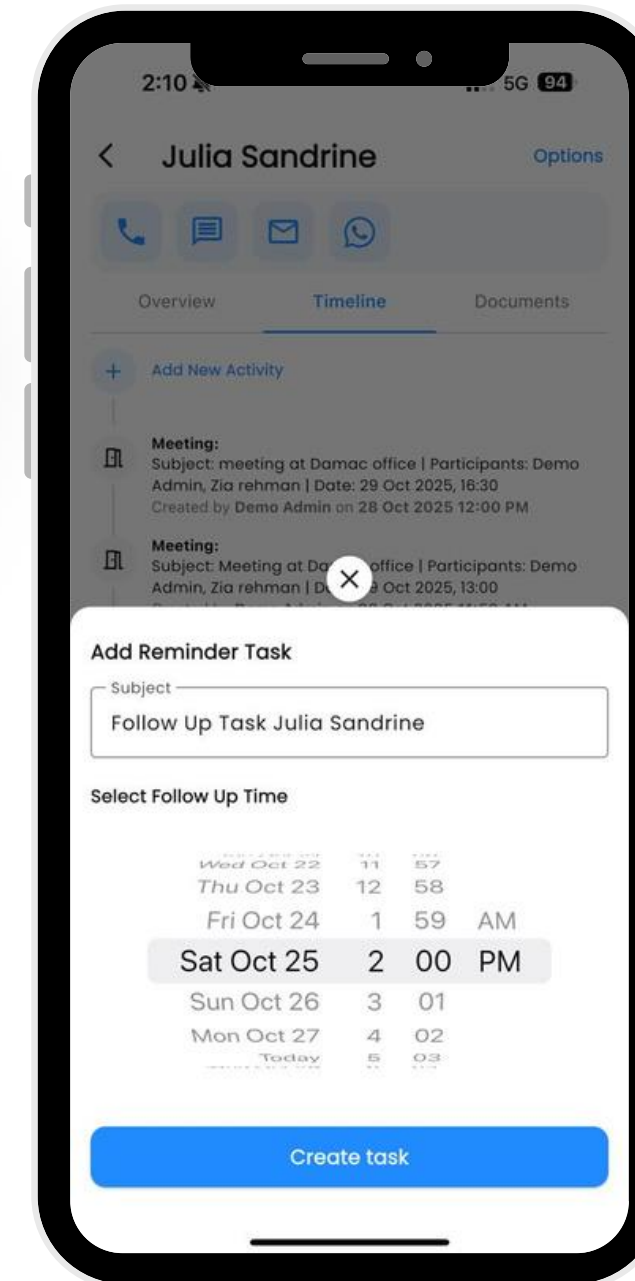 2:10
5G 94
Julia Sandrine
Options
Overview Timeline Documents
Add New Activity
Meeting:
Subject: meeting at Damac office | Participants: Demo
Admin, Zia rehman | Date: 29 Oct 2025, 16:30
Created by Demo Admin on 28 Oct 2025 12:00 PM
Meeting:
Subject: Meeting at office | Participants: Demo
Admin, Zia rehman | Oct 2025, 13:00
Add Reminder Task
Subject
Follow Up Task Julia Sandrine
Select Follow Up Time
Wed Oct 22 11 57
Thu Oct 23 12 58
Fri Oct 24 1 59 AM
Sat Oct 25 2 00 PM
Sun Oct 26 3 01
Mon Oct 27 4 02
Today 5 03
Create task